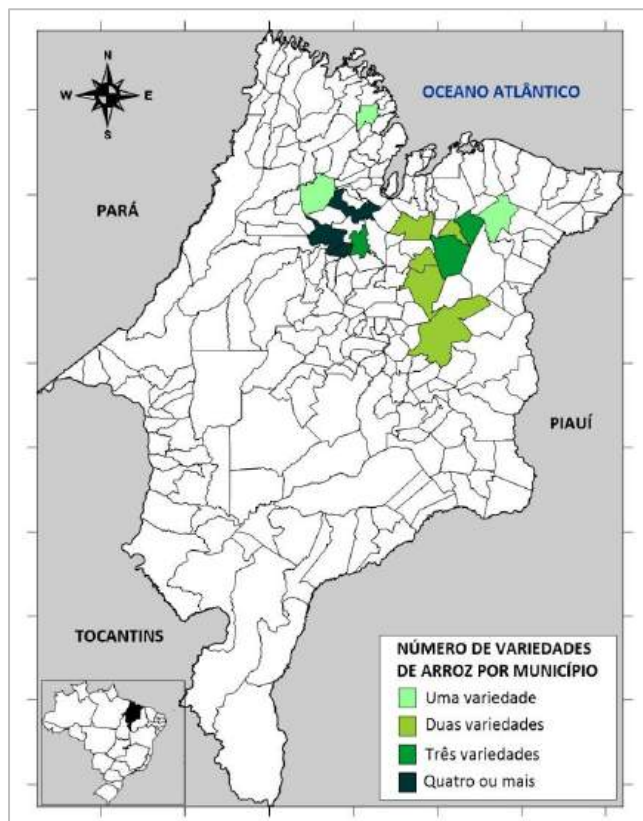 N
W E
S
OCEANO ATLÂNTICO
PARÁ
PIAUÍ
TOCANTINS
NÚMERO DE VARIEDADES
DE ARROZ POR MUNICÍPIO
Uma variedade
Duas variedades
Três variedades
Quatro ou mais